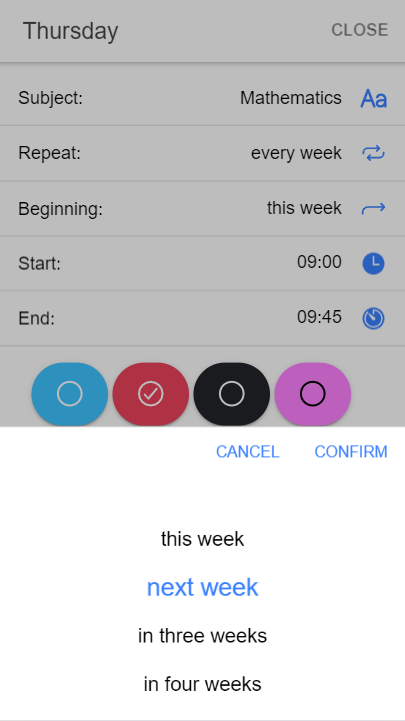 Thursday CLOSE
Subject: Mathematics Aa
Repeat: every week
Beginning: this week
Start: 09:00
End: 09:45
CANCEL CONFIRM
this week
next week
in three weeks
in four weeks